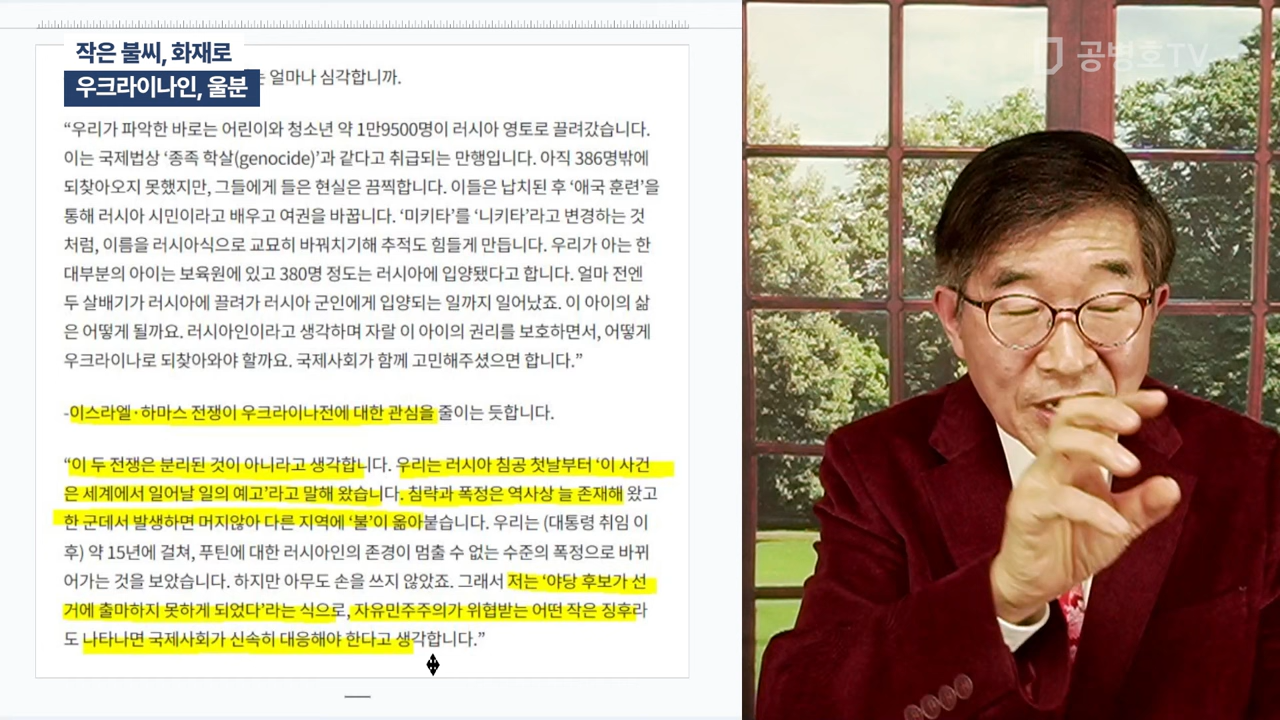 작은 불씨, 화재로
우크라이나인, 울분
는 얼마나 심각합니까.
공병호TV
“우리가 파악한 바로는 어린이와 청소년 약 1만9500명이 러시아 영토로 끌려갔습니다.
이는 국제법상 ‘종족 학살(genocide)’과 같다고 취급되는 만행입니다. 아직 386명밖에
되찾아오지 못했지만, 그들에게 들은 현실은 끔찍합니다. 이들은 납치된 후 ‘애국 훈련’을
통해 러시아 시민이라고 배우고 여권을 바꿉니다. ‘미키타’를 ‘니키타’라고 변경하는 것
처럼, 이름을 러시아식으로 교묘히 바꿔치기해 추적도 힘들게 만듭니다. 우리가 아는 한
대부분의 아이는 보육원에 있고 380명 정도는 러시아에 입양됐다고 합니다. 얼마 전엔
두 살배기가 러시아에 끌려가 러시아 군인에게 입양되는 일까지 일어났죠. 이 아이의 삶
은 어떻게 될까요. 러시아인이라고 생각하며 자랄 이 아이의 권리를 보호하면서, 어떻게
우크라이나로 되찾아와야 할까요. 국제사회가 함께 고민해주셨으면 합니다.”
-이스라엘·하마스 전쟁이 우크라이나전에 대한 관심을 줄이는 듯합니다.
“이 두 전쟁은 분리된 것이 아니라고 생각합니다. 우리는 러시아 침공 첫날부터 ‘이 사건
은 세계에서 일어날 일의 예고’라고 말해 왔습니다. 침략과 폭정은 역사상 늘 존재해 왔고
한 군데서 발생하면 머지않아 다른 지역에 ‘불’이 옮아붙습니다. 우리는 (대통령 취임 이
후) 약 15년에 걸쳐, 푸틴에 대한 러시아인의 존경이 멈출 수 없는 수준의 폭정으로 바뀌
어가는 것을 보았습니다. 하지만 아무도 손을 쓰지 않았죠. 그래서 저는 ‘야당 후보가 선
거에 출마하지 못하게 되었다’라는 식으로, 자유민주주의가 위협받는 어떤 작은 징후라
도 나타나면 국제사회가 신속히 대응해야 한다고 생각합니다.”